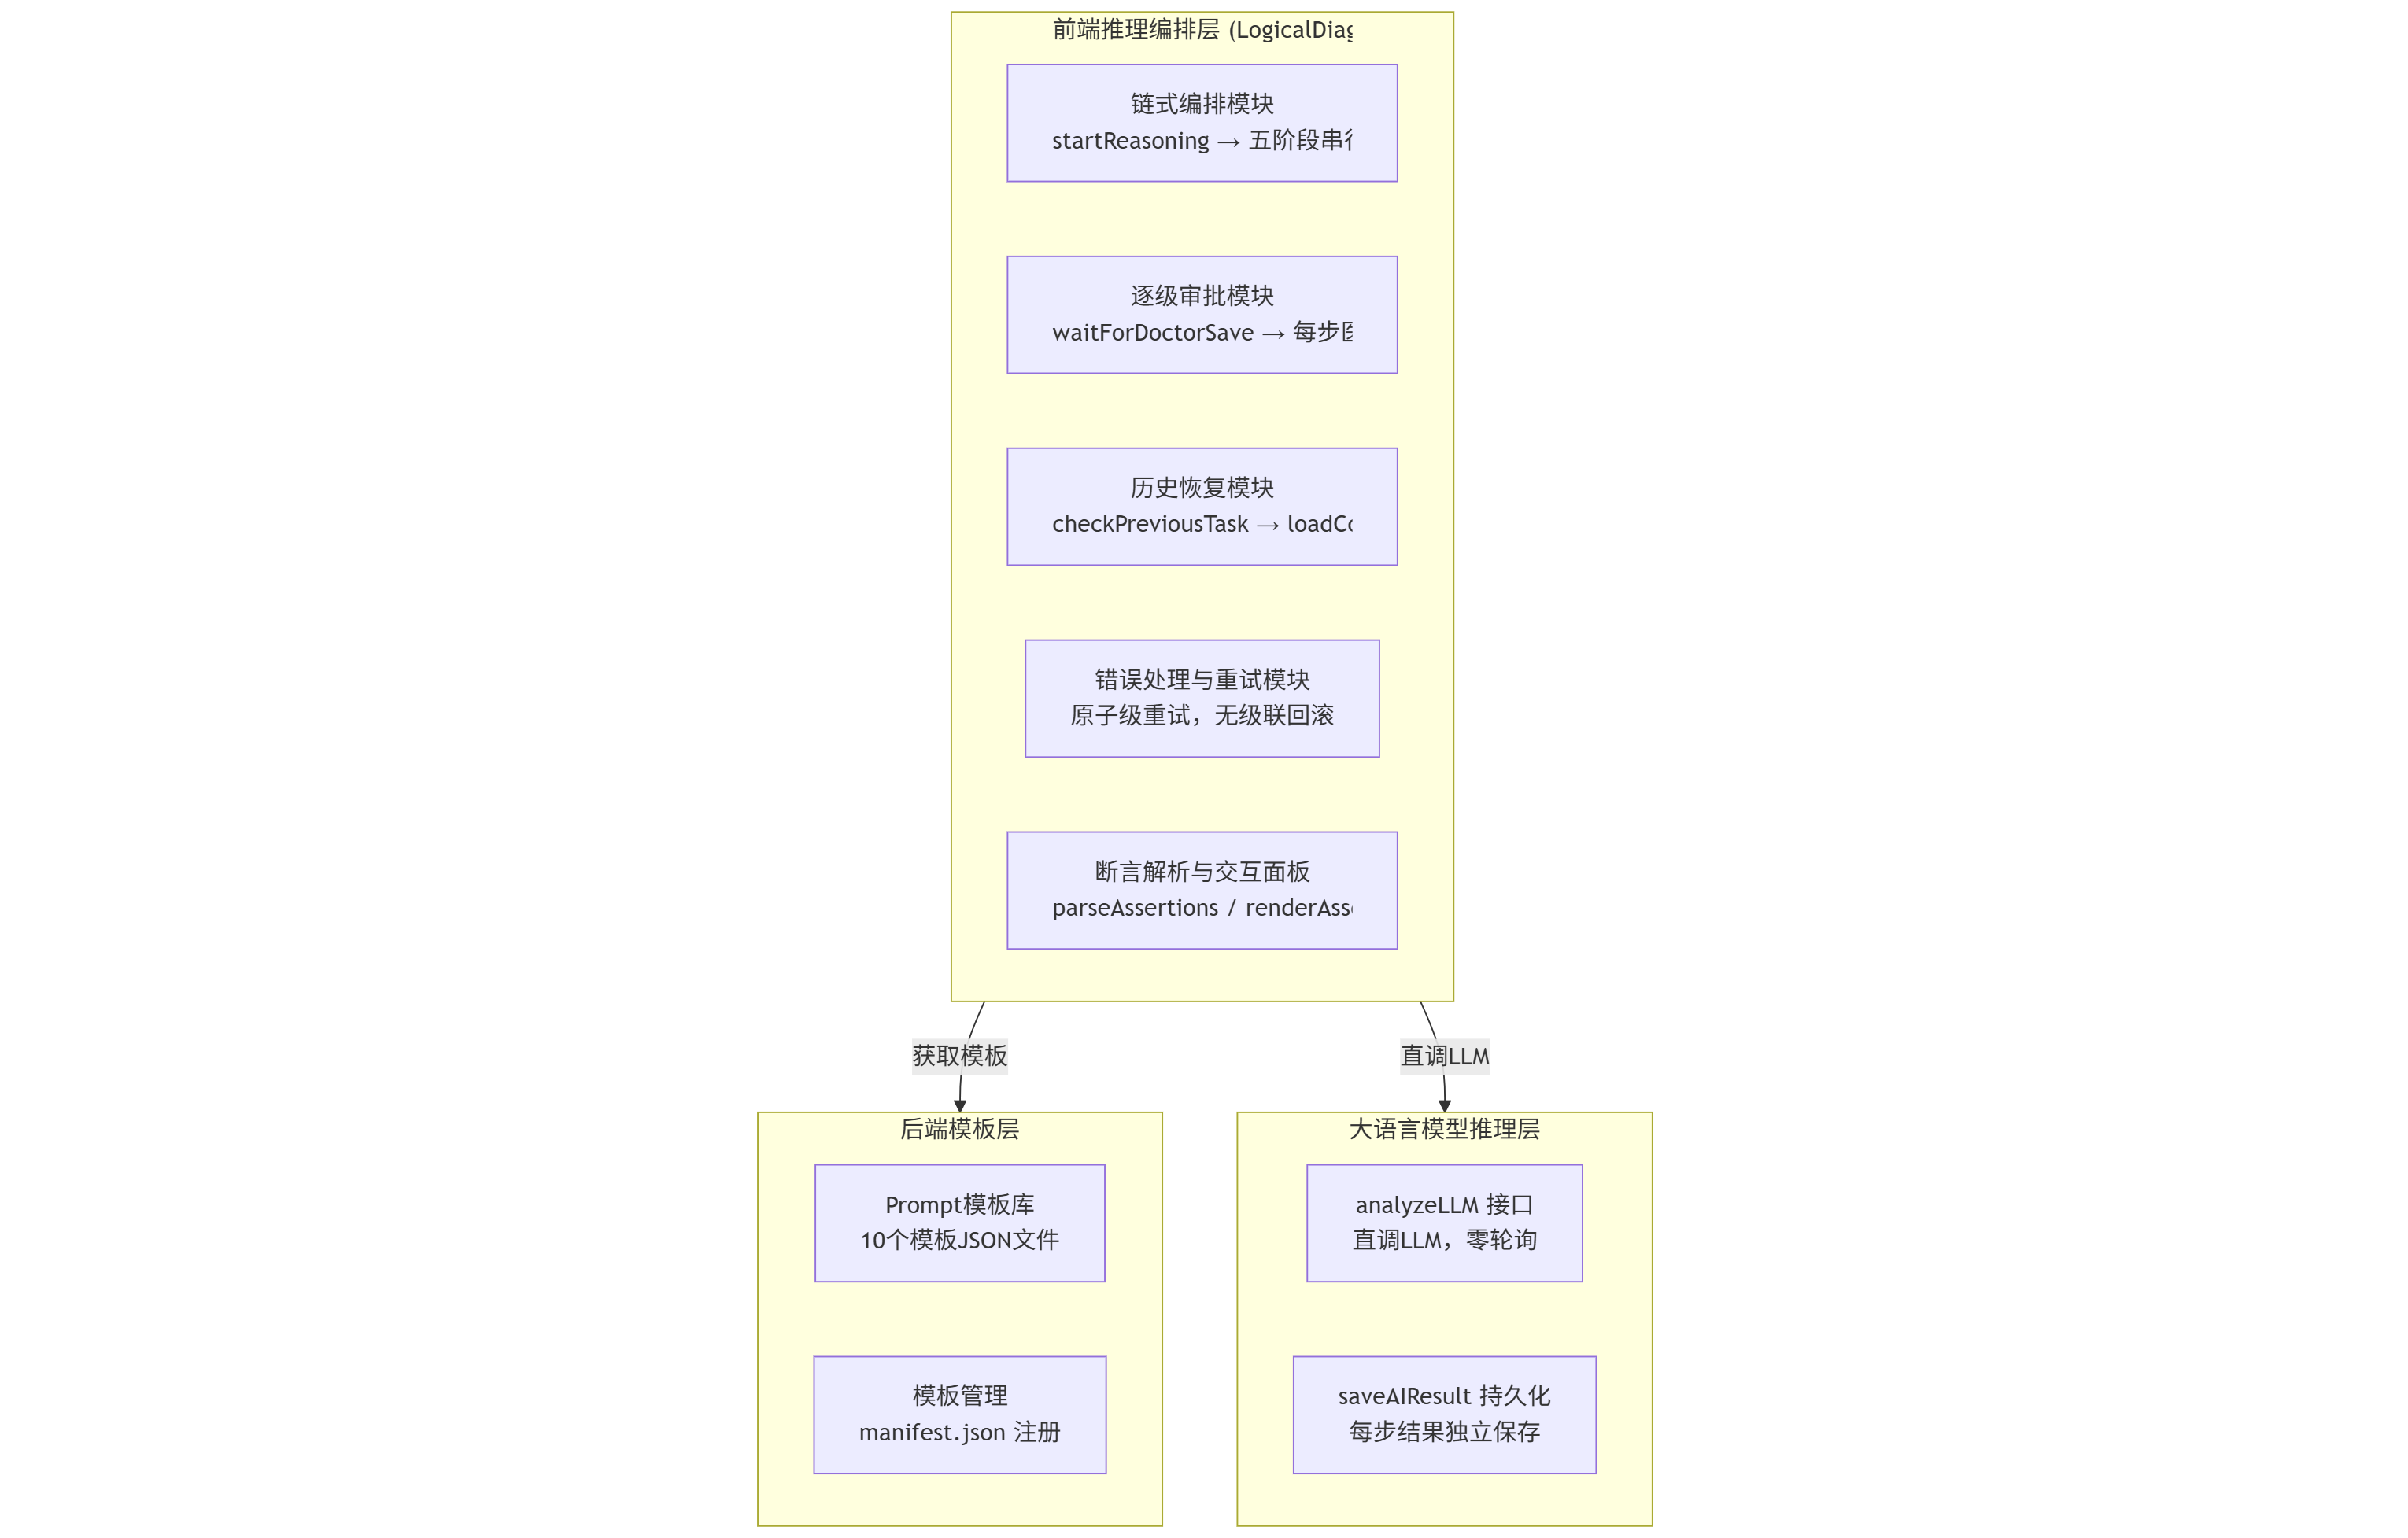 前端推理编排层 (LogicalDiag
链式编排模块
startReasoning → 五阶段串
逐级审批模块
waitForDoctorSave → 每步
历史恢复模块
checkPreviousTask → loadCo
错误处理与重试模块
原子级重试，无级联回滚
断言解析与交互面板
parseAssertions / renderAss
获取模板
直调LLM
后端模板层
Prompt模板库
10个模板JSON文件
模板管理
manifest.json 注册
大语言模型推理层
analyzeLLM 接口
直调LLM，零轮询
saveAIResult 持久化
每步结果独立保存